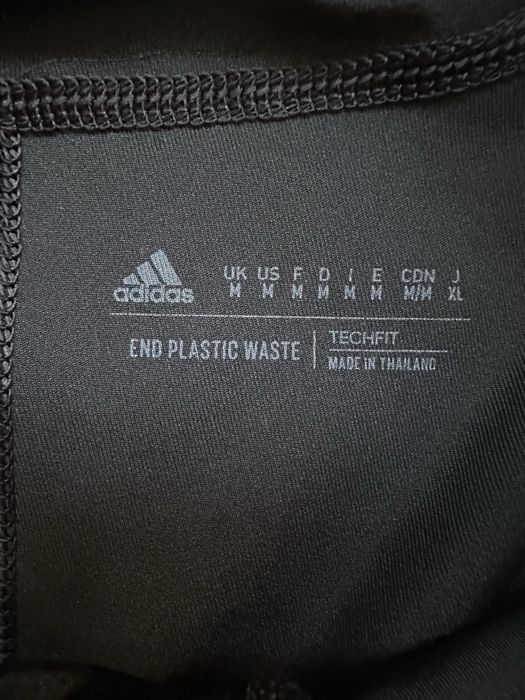 adidas
UK US F D I E CDN J
M M M M M M M/M XL
END PLASTIC WASTE
TECHFIT
MADE IN THAILAND